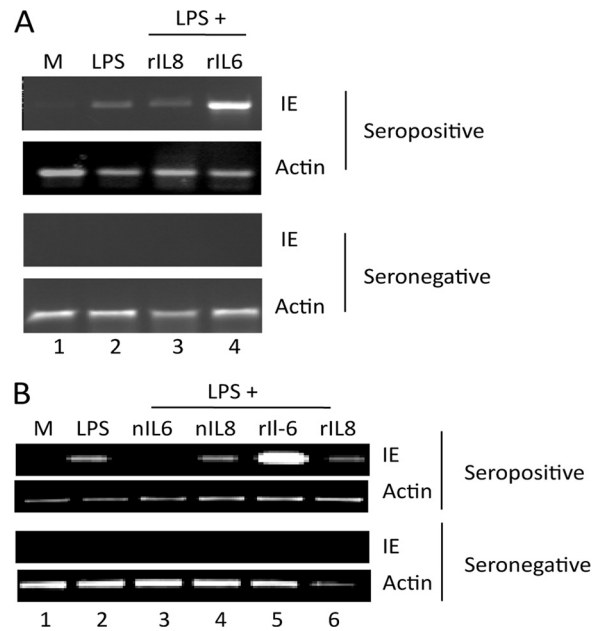 A
LPS +
M LPS rIL8 rIL6
IE
Seropositive
Actin
IE
Seronegative
Actin
1 2 3 4
B
LPS +
M LPS nIL6 nIL8 rIl-6 rIL8
IE
Seropositive
Actin
IE
Seronegative
Actin
1 2 3 4 5 6